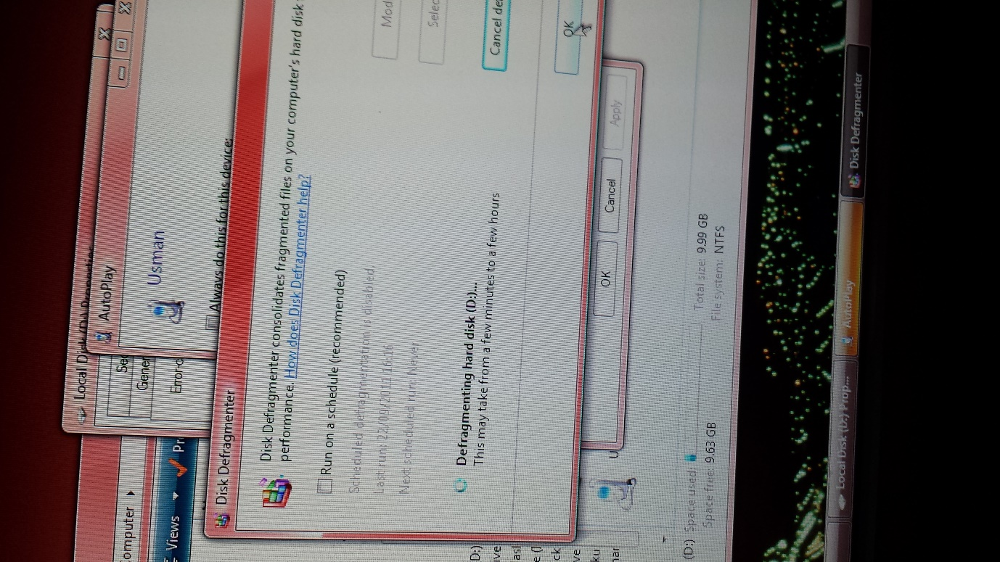 Local Disk (D:) Properties
AutoPlay
Usman
Always do this for this device:
Gener
Error-c
Computer
Views
Pr
Disk Defragmenter
Disk Defragmenter consolidates fragmented files on your computer's hard disk
performance. How does Disk Defragmenter help?
Run on a schedule (recommended)
Scheduled defragmentation is disabled.
Last run: 22/09/2011 16:16
Next scheduled run: Never
Mod
Selec
Defragmenting hard disk (D:)...
This may take from a few minutes to a few hours
Cancel de
OK
OK
Cancel
Apply
D:)
ive
asl
e (I
ck
ve
ku
nar
U
(D:)
Space used:
Total size: 9.99 GB
Space free: 9.63 GB
File system: NTFS
Local Disk (D:) Prop...
AutoPlay
Disk Defragmenter